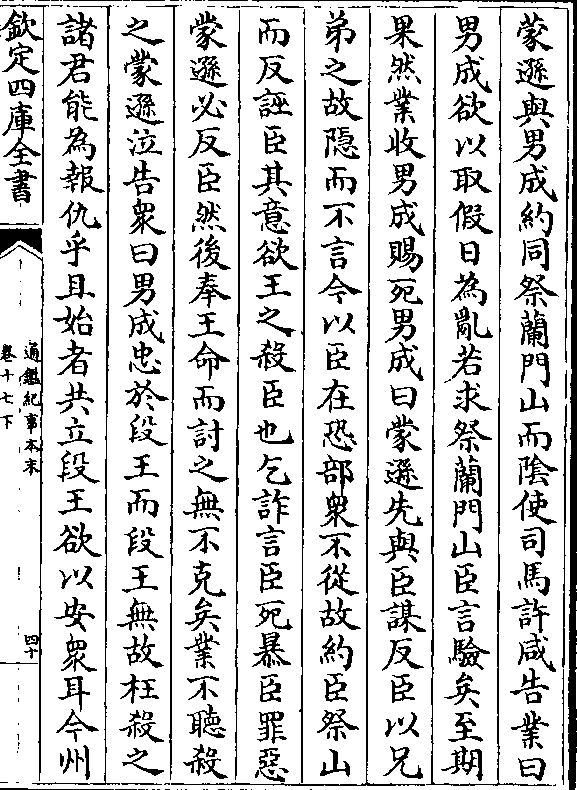 蒙遜與男成約同祭蘭門山而陰使司馬許咸告業曰
男成欲以取假日為亂若求祭蘭門山臣言驗矣至期
果然業收男成賜死男成曰蒙遜先與臣謀反臣以兄
弟之故隠而不言今以臣在恐部衆不從故約臣祭山
而反誣臣其意欲王之殺臣也乞詐言臣死暴臣罪惡
蒙遜必反臣然後奉王命而討之無不克矣業不聽殺
之蒙遜泣告衆曰男成忠於段王而段王無故枉殺之
諸君能為報仇乎且始者共立段王欲以安衆耳今州
欽定四庫全書
通鑑紀事本末
卷十七下
四十